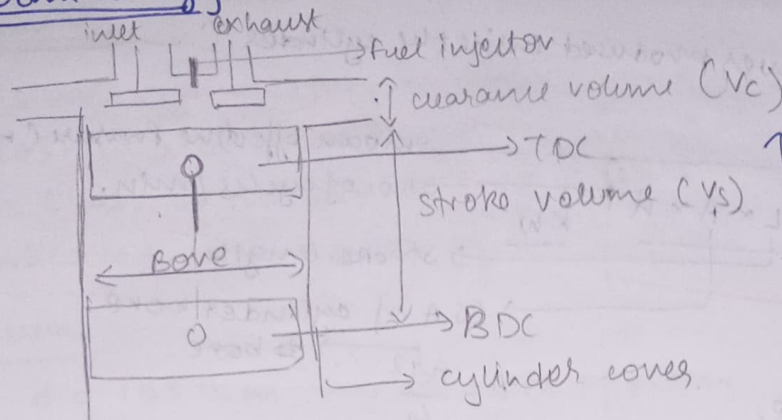 inlet exhaust
fuel injector
clearance volume (Vc)
TDC
stroke volume (Vs)
Bore
BDC
cylinder cover